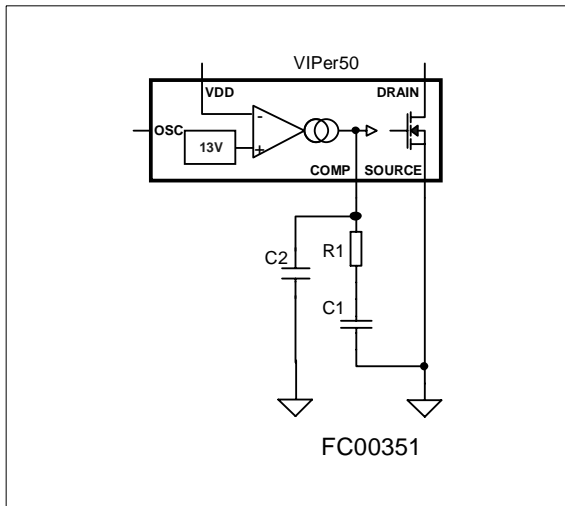 VIPer50
VDD
DRAIN
OSC
-
13V
+
COMP SOURCE
C2
R1
C1
FC00351